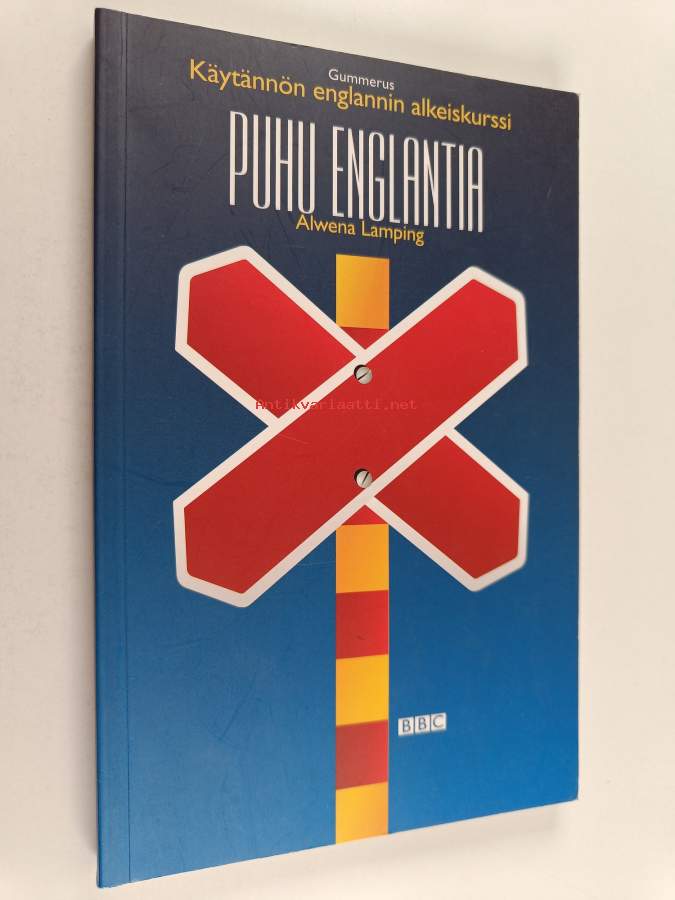 Gummerus
Käytännön englannin alkeiskurssi
PUHU ENGLANTIA
Alwena Lamping
Antikvariaatti.net
BBC